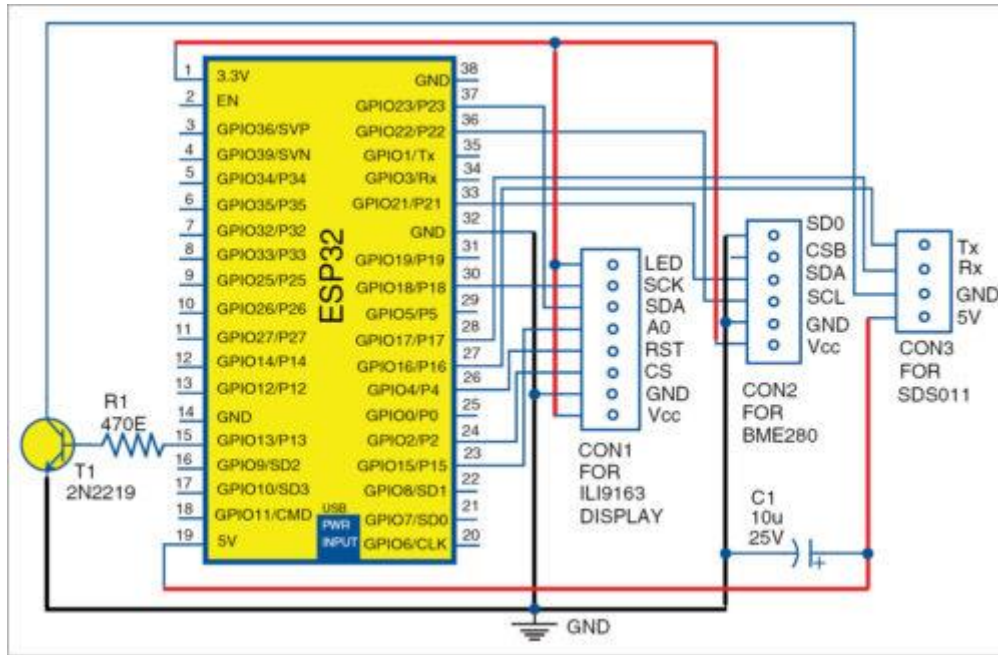 1
2
3
4
5
6
7
8
9
10
11
12
13
14
15
16
17
18
19
3.3V
EN
GPIO36/SVP
GPIO39/SVN
GPIO34/P34
GPIO35/P35
GPIO32/P32
GPIO33/P33
GPIO25/P25
GPIO26/P26
GPIO27/P27
GPIO14/P14
GPIO12/P12
GND
GPIO13/P13
GPIO9/SD2
GPIO10/SD3
GPIO11/CMD
5V
ESP32
USB
PWR
INPUT
GND
GPIO23/P23
GPIO22/P22
GPIO1/Tx
GPIO3/Rx
GPIO21/P21
GND
GPIO19/P19
GPIO18/P18
GPIO5/P5
GPIO17/P17
GPIO16/P16
GPIO4/P4
GPIO0/P0
GPIO2/P2
GPIO15/P15
GPIO8/SD1
GPIO7/SD0
GPIO6/CLK
38
37
36
35
34
33
32
31
30
29
28
27
26
25
24
23
22
21
20
R1
470E
T1
2N2219
LED
SCK
SDA
A0
RST
CS
GND
Vcc
CON1
FOR
ILI9163
DISPLAY
SD0
CSB
SDA
SCL
GND
Vcc
CON2
FOR
BME280
Tx
Rx
GND
5V
CON3
FOR
SDS011
C1
10u
25V
+
GND